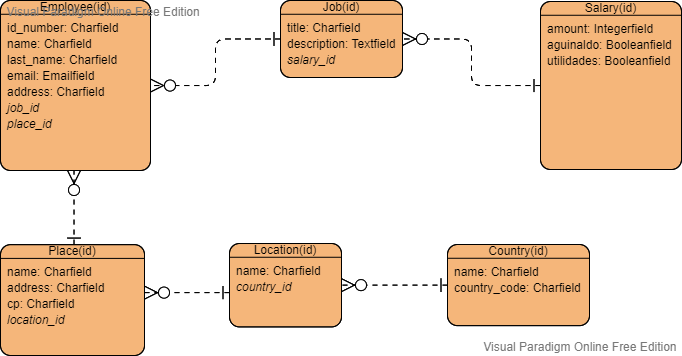 Employee(id)
Visual Paradigm Online Free Edition
id_number: Charfield
name: Charfield
last_name: Charfield
email: Emailfield
address: Charfield
job_id
place_id
Job(id)
title: Charfield
description: Textfield
salary_id
Salary(id)
amount: Integerfield
aguinaldo: Booleanfield
utilidades: Booleanfield
Place(id)
name: Charfield
address: Charfield
cp: Charfield
location_id
Location(id)
name: Charfield
country_id
Country(id)
name: Charfield
country_code: Charfield
Visual Paradigm Online Free Edition